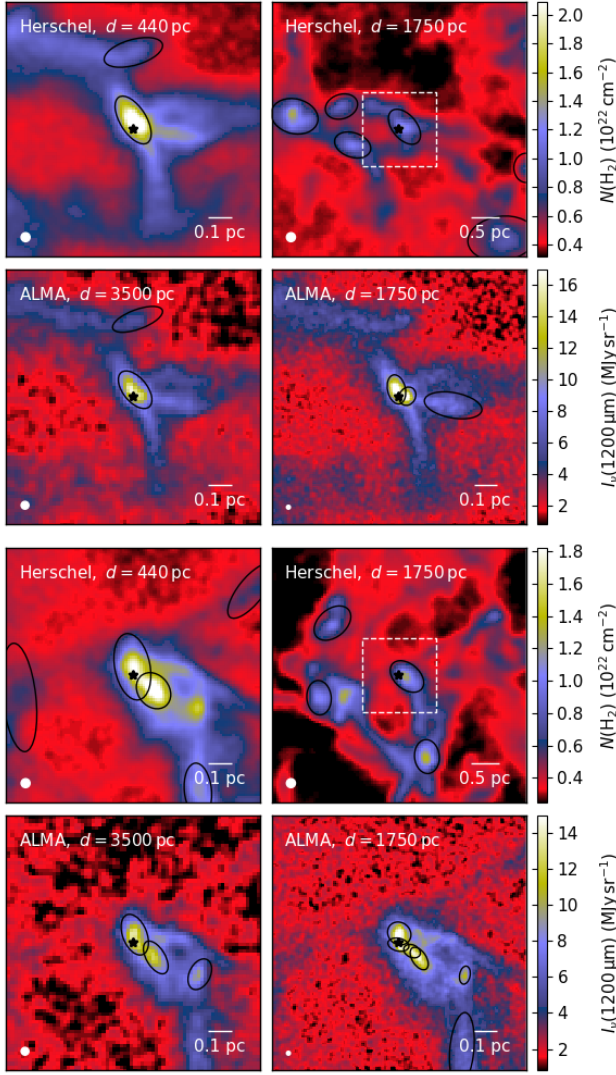 Herschel, d = 440 pc
0.1 pc
Herschel, d = 1750 pc
0.5 pc
2.0
1.8
1.6
1.4
1.2
1.0
0.8
0.6
0.4
N(H₂) (10²² cm⁻²)
ALMA, d = 3500 pc
0.1 pc
ALMA, d = 1750 pc
0.1 pc
16
14
12
10
8
6
4
2
Iᵥ(1200 μm) (MJy sr⁻¹)
Herschel, d = 440 pc
0.1 pc
Herschel, d = 1750 pc
0.5 pc
1.8
1.6
1.4
1.2
1.0
0.8
0.6
0.4
N(H₂) (10²² cm⁻²)
ALMA, d = 3500 pc
0.1 pc
ALMA, d = 1750 pc
0.1 pc
14
12
10
8
6
4
2
Iᵥ(1200 μm) (MJy sr⁻¹)